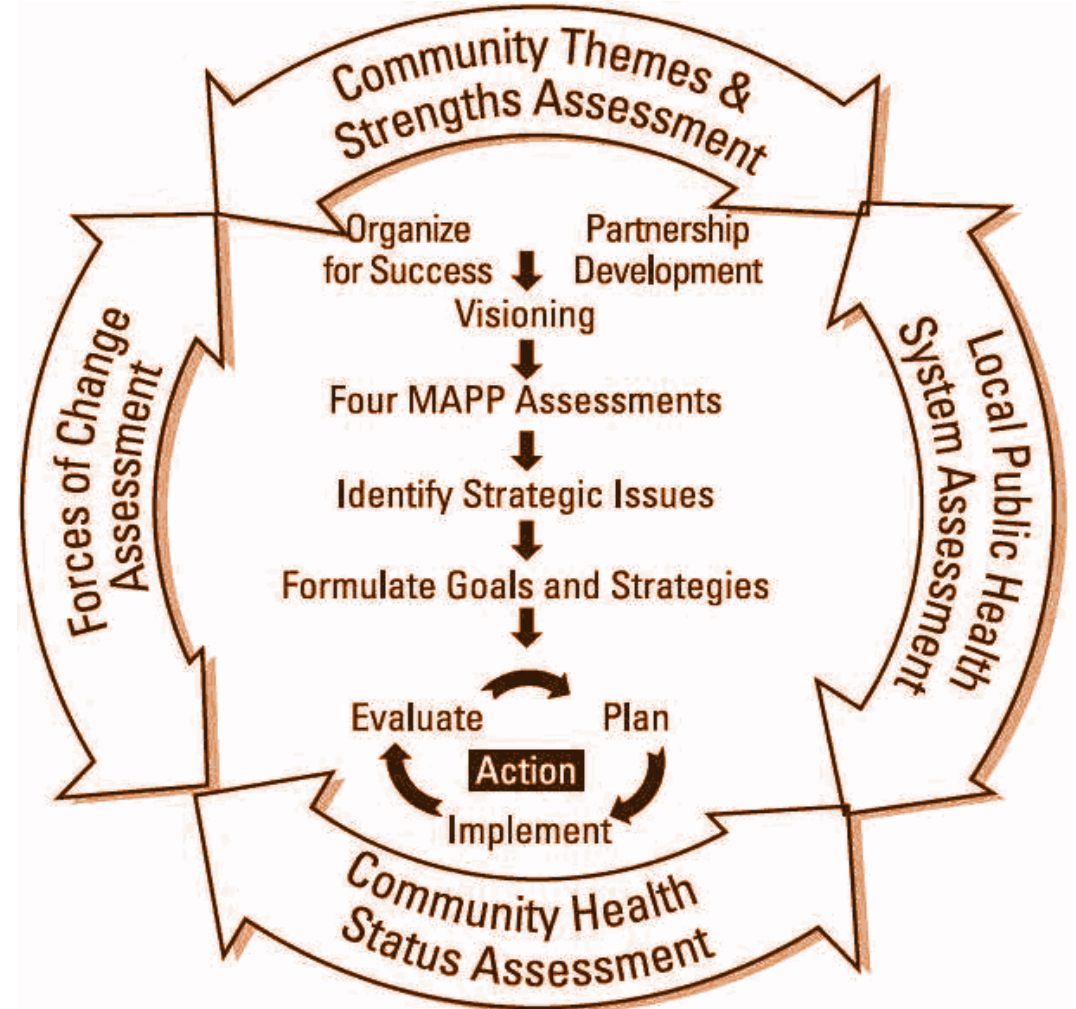 Community Themes &
Strengths Assessment
Organize
for Success
Partnership
Development
Visioning
Four MAPP Assessments
Identify Strategic Issues
Formulate Goals and Strategies
Evaluate
Plan
Action
Implement
Forces of Change
Assessment
Local Public Health
System Assessment
Community Health
Status Assessment